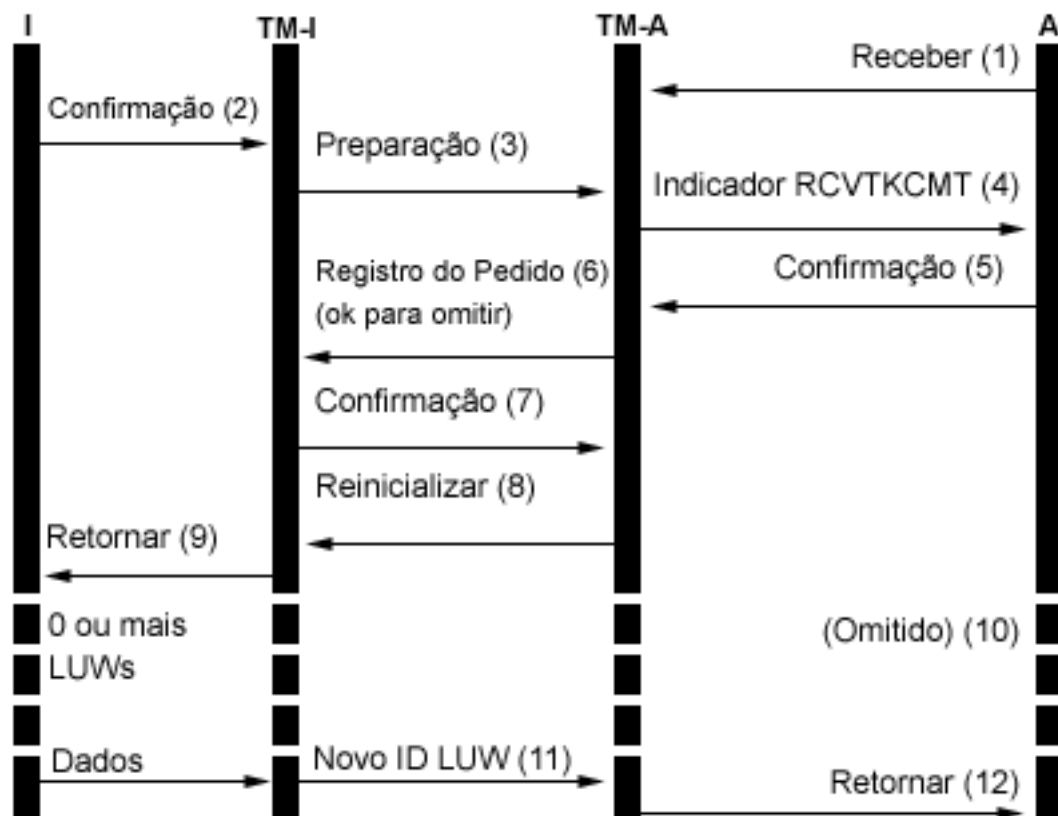 I TM-I TM-A A
Receber (1)
Confirmação (2)
Preparação (3)
Indicador RCVTKCMT (4)
Confirmação (5)
Registro do Pedido (6)
(ok para omitir)
Confirmação (7)
Reinicializar (8)
Retornar (9)
0 ou mais
LUWs
(Omitido) (10)
Dados
Novo ID LUW (11)
Retornar (12)